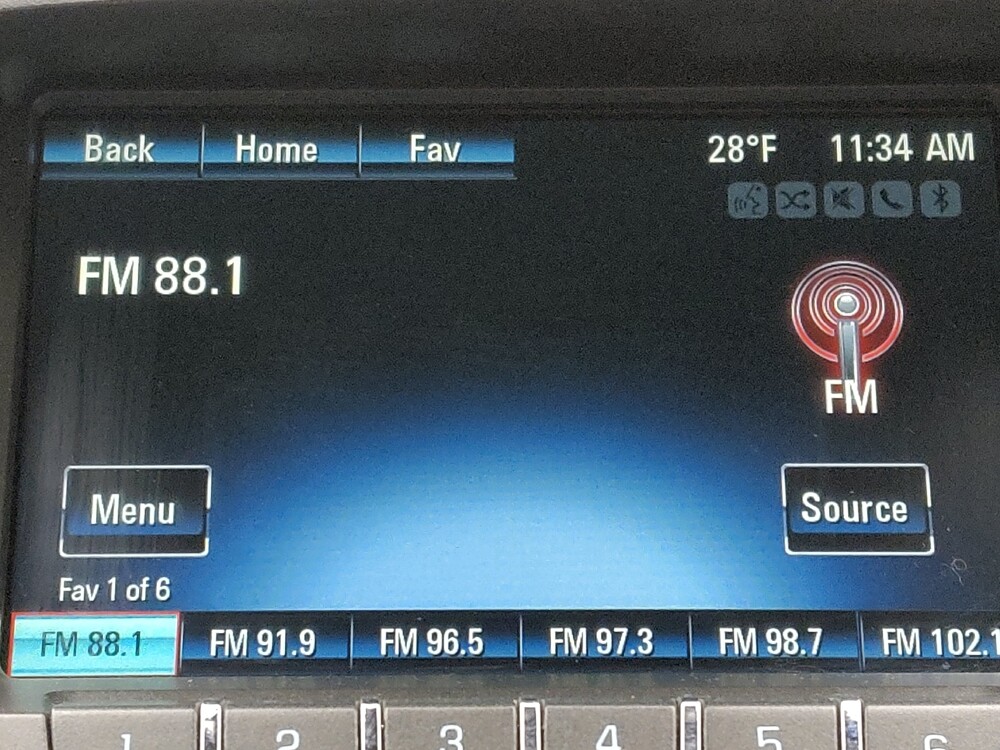 Back Home Fav 28°F 11:34 AM
FM 88.1
FM
Menu Source
Fav 1 of 6
FM 88.1 FM 91.9 FM 96.5 FM 97.3 FM 98.7 FM 102.1
1 2 3 4 5 6